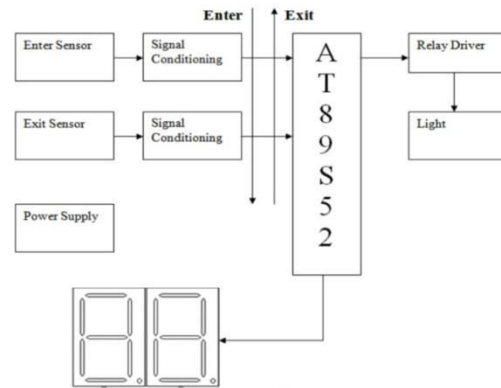 Enter Exit
Enter Sensor
Signal
Conditioning
Relay Driver
Exit Sensor
Signal
Conditioning
Light
Power Supply
A
T
8
9
S
5
2